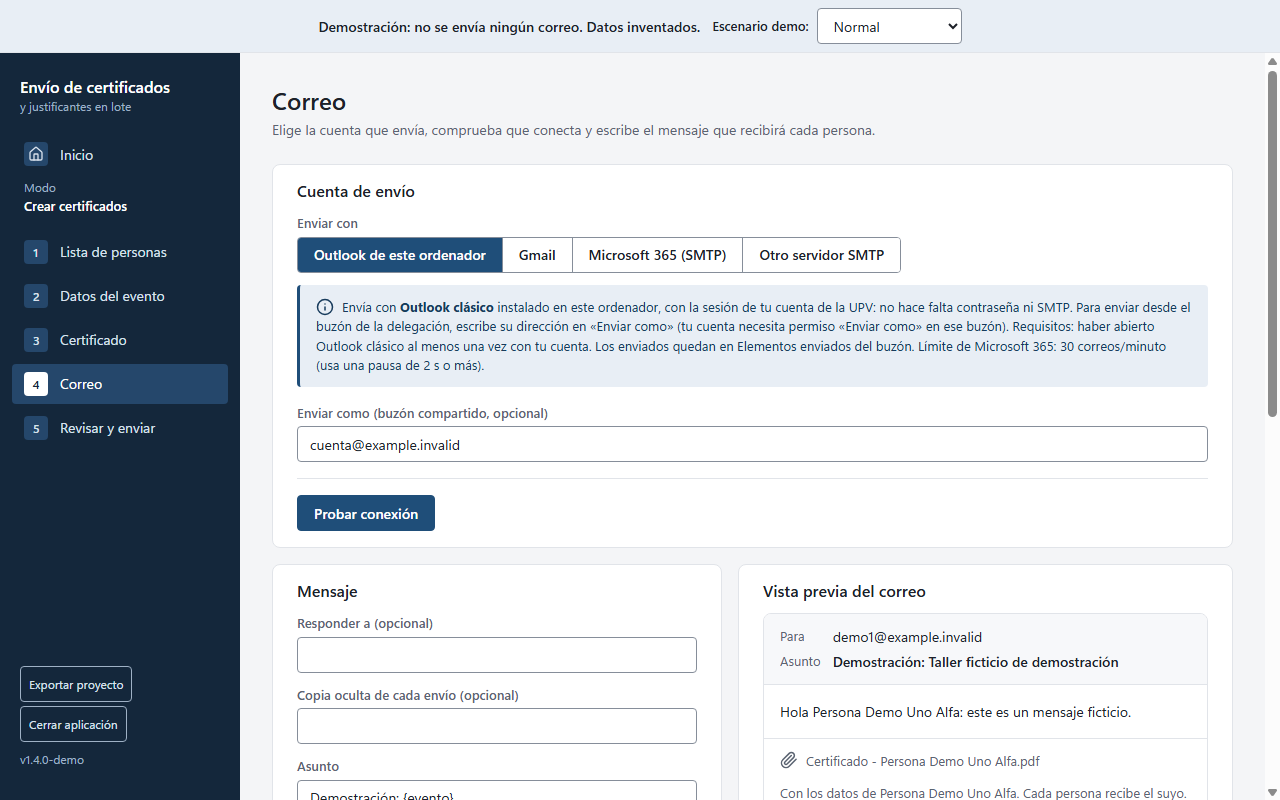 Demostración: no se envía ningún correo. Datos inventados. Escenario demo: Normal
Envío de certificados
y justificantes en lote
Inicio
Modo
Crear certificados
1 Lista de personas
2 Datos del evento
3 Certificado
4 Correo
5 Revisar y enviar
Exportar proyecto
Cerrar aplicación
v1.4.0-demo
Correo
Elige la cuenta que envía, comprueba que conecta y escribe el mensaje que recibirá cada persona.
Cuenta de envío
Enviar con
Outlook de este ordenador Gmail Microsoft 365 (SMTP) Otro servidor SMTP
Envía con Outlook clásico instalado en este ordenador, con la sesión de tu cuenta de la UPV: no hace falta contraseña ni SMTP. Para enviar desde el
buzón de la delegación, escribe su dirección en «Enviar como» (tu cuenta necesita permiso «Enviar como» en ese buzón). Requisitos: haber abierto
Outlook clásico al menos una vez con tu cuenta. Los enviados quedan en Elementos enviados del buzón. Límite de Microsoft 365: 30 correos/minuto
(usa una pausa de 2 s o más).
Enviar como (buzón compartido, opcional)
cuenta@example.invalid
Probar conexión
Mensaje
Responder a (opcional)
Copia oculta de cada envio (opcional)
Asunto
Demostración: {evento}
Vista previa del correo
Para demo1@example.invalid
Asunto Demostración: Taller ficticio de demostración
Hola Persona Demo Uno Alfa: este es un mensaje ficticio.
Certificado - Persona Demo Uno Alfa.pdf
Con los datos de Persona Demo Uno Alfa. Cada persona recibe el suyo.